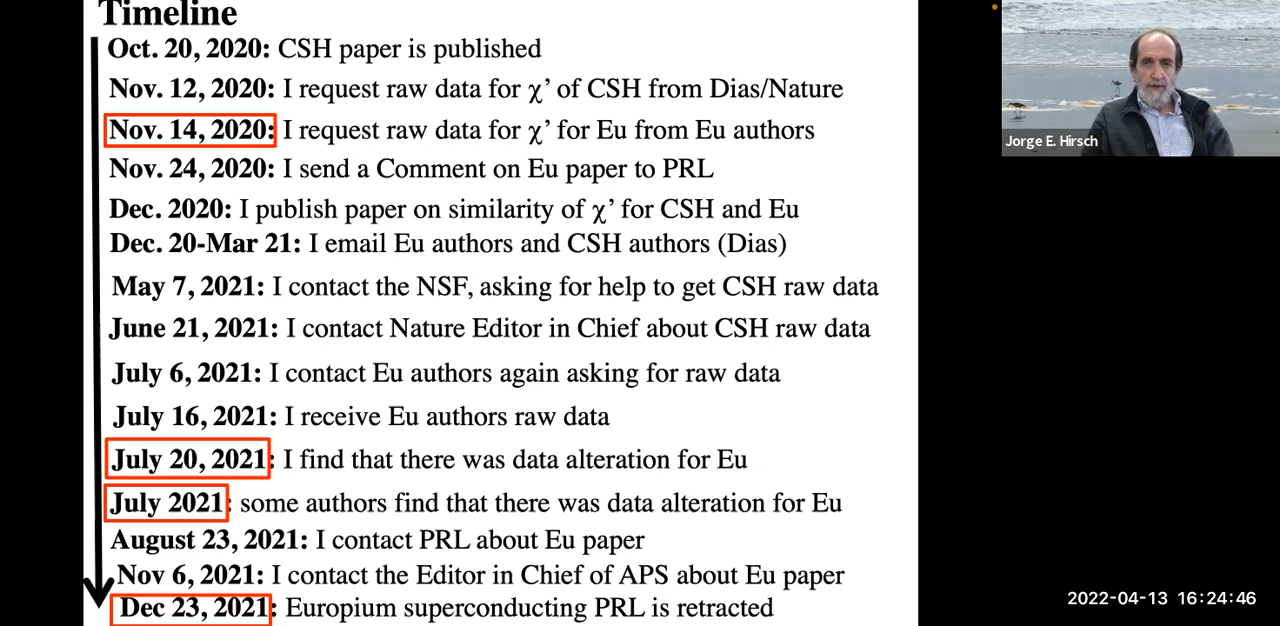 Timeline
Oct. 20, 2020: CSH paper is published
Nov. 12, 2020: I request raw data for χ’ of CSH from Dias/Nature
Nov. 14, 2020: I request raw data for χ’ for Eu from Eu authors
Nov. 24, 2020: I send a Comment on Eu paper to PRL
Dec. 2020: I publish paper on similarity of χ’ for CSH and Eu
Dec. 20-Mar 21: I email Eu authors and CSH authors (Dias)
May 7, 2021: I contact the NSF, asking for help to get CSH raw data
June 21, 2021: I contact Nature Editor in Chief about CSH raw data
July 6, 2021: I contact Eu authors again asking for raw data
July 16, 2021: I receive Eu authors raw data
July 20, 2021: I find that there was data alteration for Eu
July 2021: some authors find that there was data alteration for Eu
August 23, 2021: I contact PRL about Eu paper
Nov 6, 2021: I contact the Editor in Chief of APS about Eu paper
Dec 23, 2021: Europium superconducting PRL is retracted
Jorge E. Hirsch
2022-04-13 16:24:46